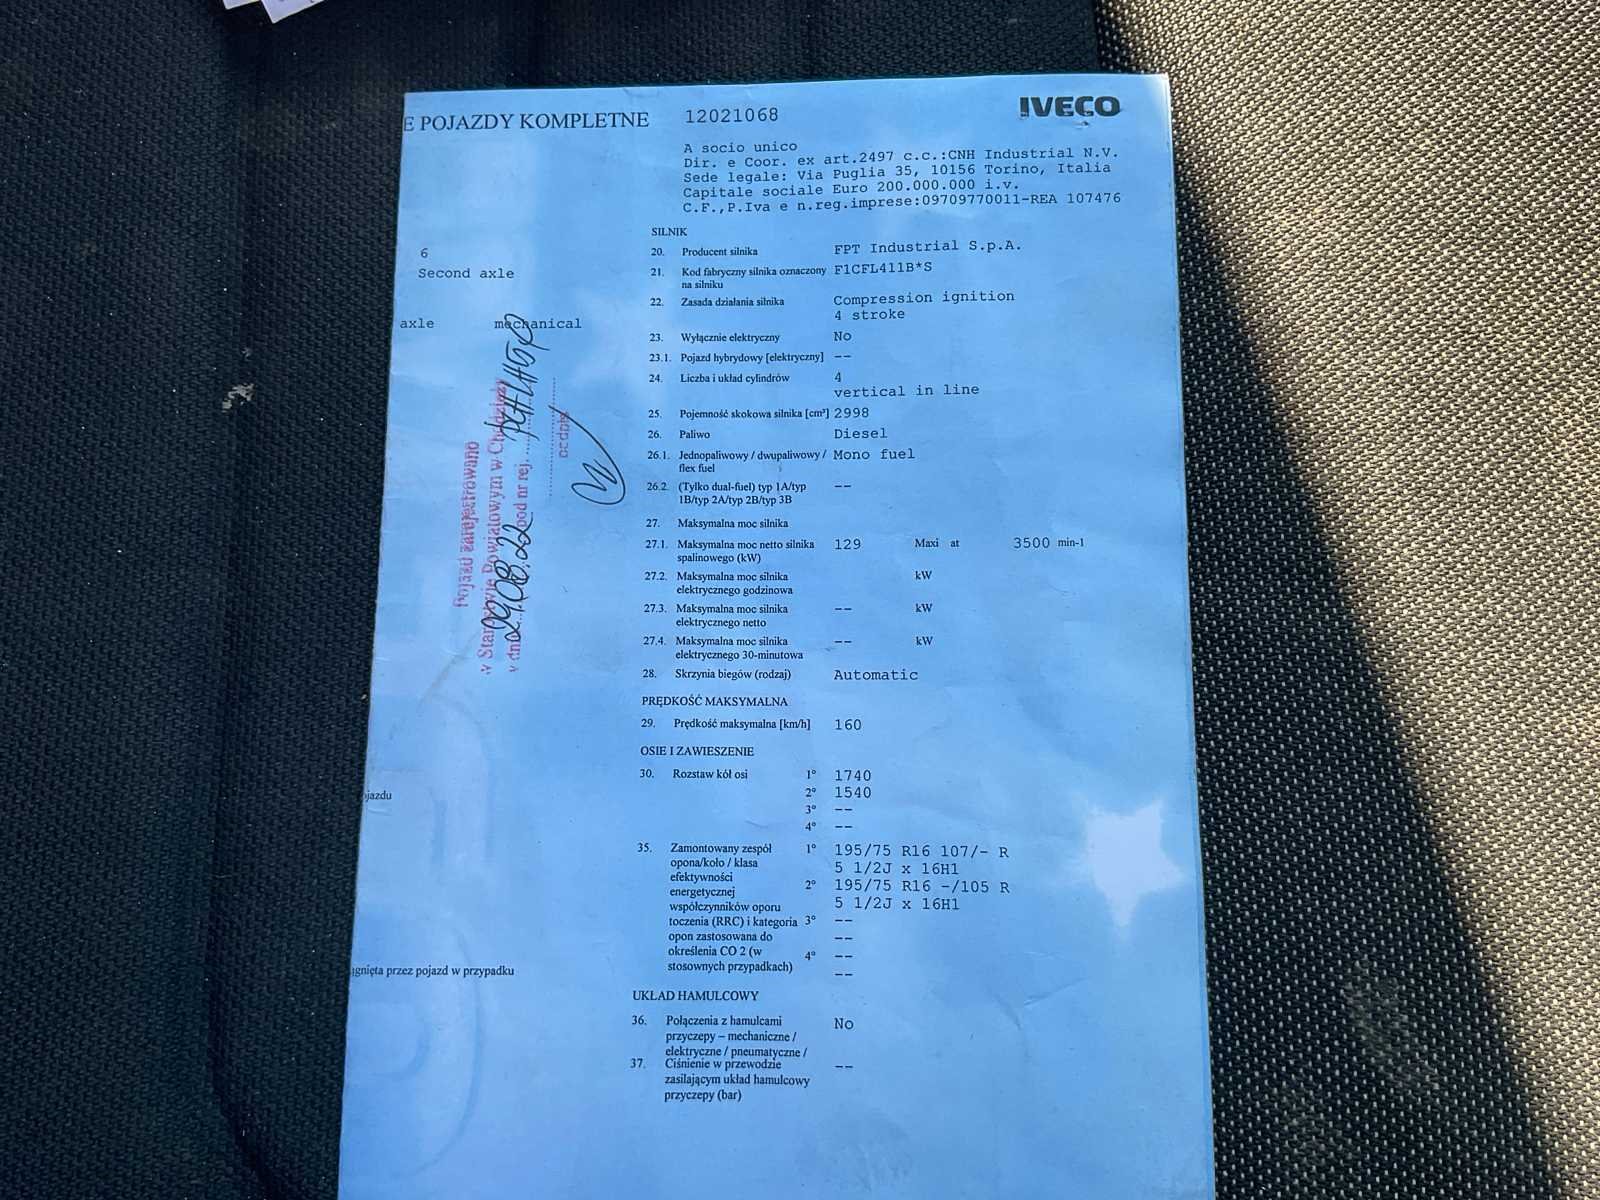 E POJAZDY KOMPLETNE 12021068 IVECO
A socio unico
Dir. e Coor. ex art.2497 c.c.:CNH Industrial N.V.
Sede legale: Via Puglia 35, 10156 Torino, Italia
Capitale sociale Euro 200.000.000 i.v.
C.F.,P.Iva e n.reg.imprese:09709770011-REA 107476
6
Second axle
axle mechanical
Pojazd zarejestrowano
w Starostwie Powiatowym w
w dniu 29.08.22 pod nr rej.
jazdu
ągnięta przez pojazd w przypadku
SILNIK
20. Producent silnika FPT Industrial S.p.A.
21. Kod fabryczny silnika oznaczony F1CFL411B*S
na silniku
22. Zasada działania silnika Compression ignition
4 stroke
23. Wyłącznie elektryczny No
23.1. Pojazd hybrydowy [elektryczny] --
24. Liczba i układ cylindrów 4
vertical in line
25. Pojemność skokowa silnika [cm³] 2998
26. Paliwo Diesel
26.1. Jednopaliwowy / dwupaliwowy / Mono fuel
flex fuel
26.2. (Tylko dual-fuel) typ 1A/typ --
1B/typ 2A/typ 2B/typ 3B
27. Maksymalna moc silnika
27.1. Maksymalna moc netto silnika 129 Maxi at 3500 min-1
spalinowego (kW)
27.2. Maksymalna moc silnika kW
elektrycznego godzinowa
27.3. Maksymalna moc silnika -- kW
elektrycznego netto
27.4. Maksymalna moc silnika -- kW
elektrycznego 30-minutowa
28. Skrzynia biegów (rodzaj) Automatic
PRĘDKOŚĆ MAKSYMALNA
29. Prędkość maksymalna [km/h] 160
OSIE I ZAWIESZENIE
30. Rozstaw kół osi 1° 1740
2° 1540
3° --
4° --
35. Zamontowany zespół 1° 195/75 R16 107/- R
opona/koło / klasa 5 1/2J x 16H1
efektywności 2° 195/75 R16 -/105 R
energetycznej 5 1/2J x 16H1
współczynników oporu
toczenia (RRC) i kategoria 3° --
opon zastosowana do --
określenia CO 2 (w 4° --
stosownych przypadkach) --
UKŁAD HAMULCOWY
36. Połączenia z hamulcami No
przyczepy – mechaniczne /
elektryczne / pneumatyczne /
37. Ciśnienie w przewodzie --
zasilającym układ hamulcowy
przyczepy (bar)